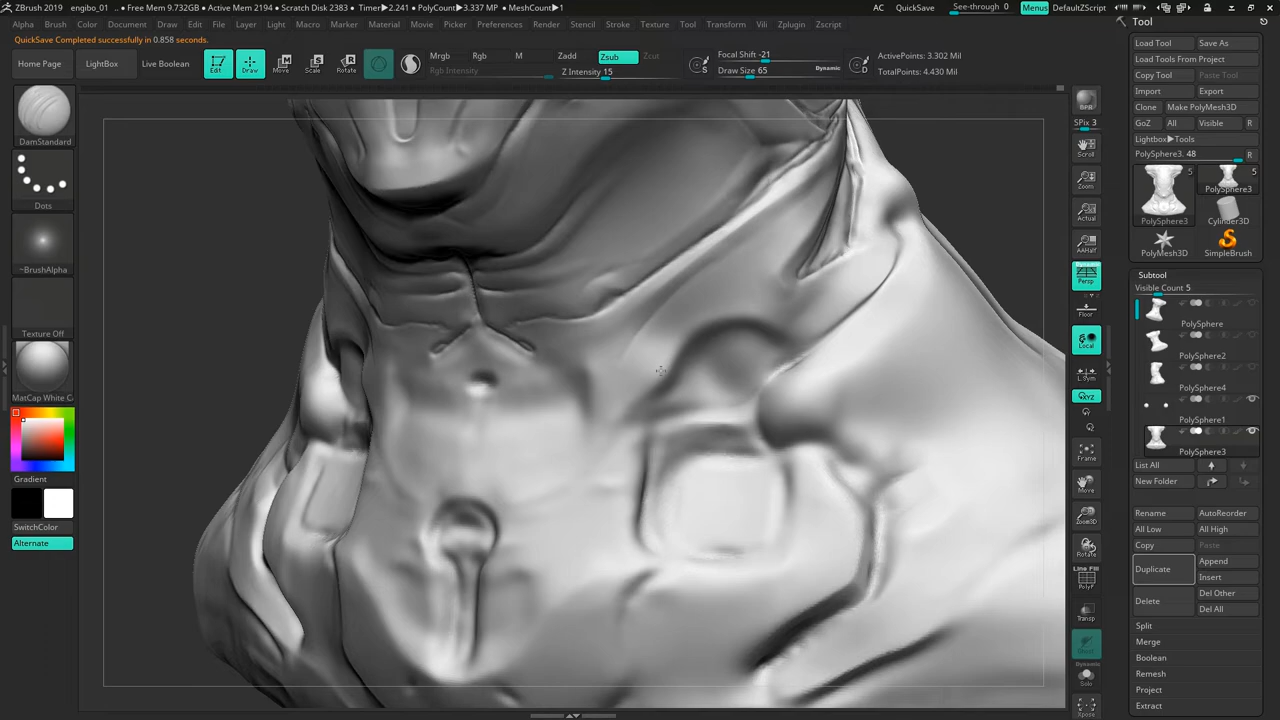 ZBrush 2019 engibo_01 .. • Free Mem 9.732GB • Active Mem 2194 • Scratch Disk 2383 • Timer▶2.241 • PolyCount▶3.337 MP • MeshCount▶1
AC QuickSave See-through 0 Menus DefaultZScript
Alpha Brush Color Document Draw Edit File Layer Light Macro Marker Material Movie Picker Preferences Render Stencil Stroke Texture Tool Transform Zplugin Zscript
QuickSave Completed successfully in 0.858 seconds.
Home Page LightBox Live Boolean Edit Draw Move Scale Rotate
Mrgb Rgb M Zadd Zsub Zcut
Rgb Intensity Z Intensity 15
Focal Shift -21
Draw Size 65 Dynamic
S D
ActivePoints: 3.302 Mil
TotalPoints: 4.430 Mil
DamStandard
Dots
~BrushAlpha
Texture Off
MatCap White C
Gradient
SwitchColor
Alternate
BPR
SPix 3
Scroll
Zoom
Actual
AAHalf
Dynamic
Persp
Floor
Local
L.Sym
XYZ
Frame
Move
Zoom3D
Rotate
Line Fill
PolyF
Transp
Ghost
Dynamic
Solo
Xpose
Tool
Load Tool Save As
Load Tools From Project
Copy Tool Paste Tool
Import Export
Clone Make PolyMesh3D
GoZ All Visible R
Lightbox▶Tools
PolySphere3. 48 R
5 5
PolySphere3
PolySphere3 Cylinder3D
PolyMesh3D SimpleBrush
Subtool
Visible Count 5
PolySphere
PolySphere2
PolySphere4
PolySphere1
PolySphere3
List All
New Folder
Rename AutoReorder
All Low All High
Copy Paste
Duplicate Append
Insert
Delete Del Other
Del All
Split
Merge
Boolean
Remesh
Project
Extract